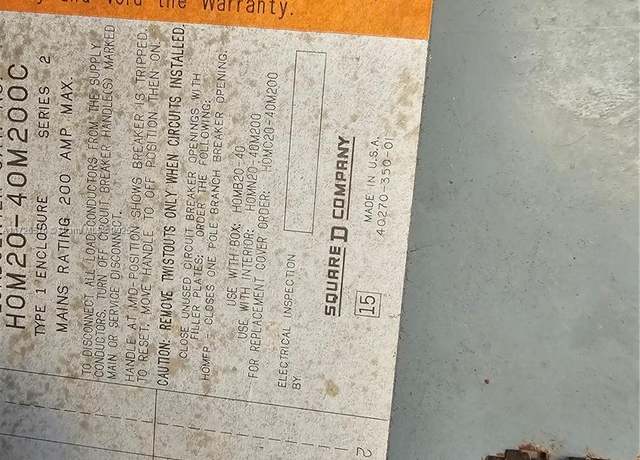 and Void the Warranty.
HOM20-40M200C
TYPE 1 ENCLOSURE SERIES 2
MAINS RATING 200 AMP MAX.
TO DISCONNECT ALL LOAD CONDUCTORS FROM THE SUPPLY
CONDUCTORS, TURN OFF CIRCUIT BREAKER HANDLE(S) MARKED
MAIN OR SERVICE DISCONNECT.
HANDLE AT MID-POSITION SHOWS BREAKER IS TRIPPED.
TO RESET, MOVE HANDLE TO OFF POSITION THEN ON.
CAUTION: REMOVE TWISTOUTS ONLY WHEN CIRCUITS INSTALLED.
CLOSE UNUSED CIRCUIT BREAKER OPENINGS WITH
FILLER PLATES; ORDER THE FOLLOWING:
HOMFP - CLOSES ONE POLE BRANCH BREAKER OPENING.
USE WITH BOX: HOMB20-40
USE WITH INTERIOR: HOMN20-40M200
FOR REPLACEMENT COVER ORDER: HOMC20-40M200
ELECTRICAL INSPECTION
BY
SQUARE D COMPANY
15
MADE IN U.S.A.
40270-350-01
2